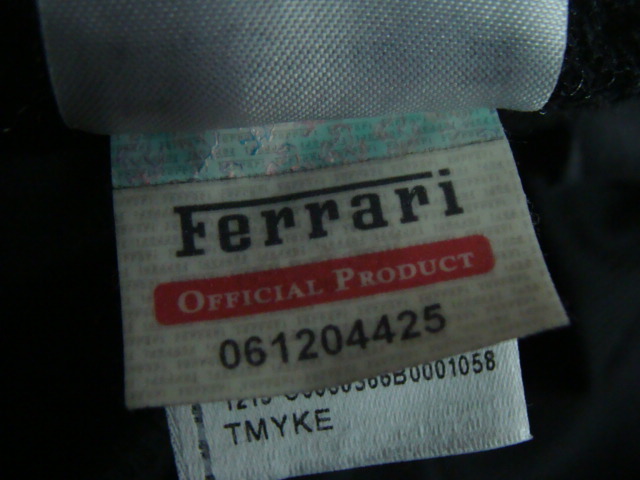 Ferrari
OFFICIAL PRODUCT
061204425
TMYKE